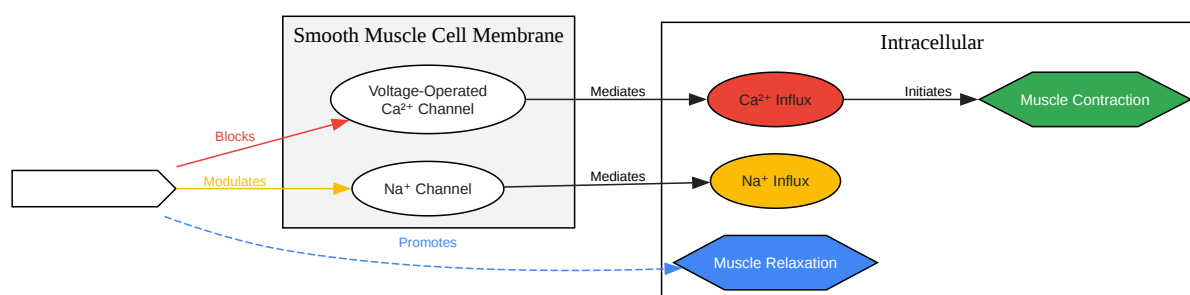 Smooth Muscle Cell Membrane
Intracellular
Voltage-Operated
Ca²⁺ Channel
Mediates
Ca²⁺ Influx
Initiates
Muscle Contraction
Blocks
Modulates
Na⁺ Channel
Mediates
Na⁺ Influx
Promotes
Muscle Relaxation